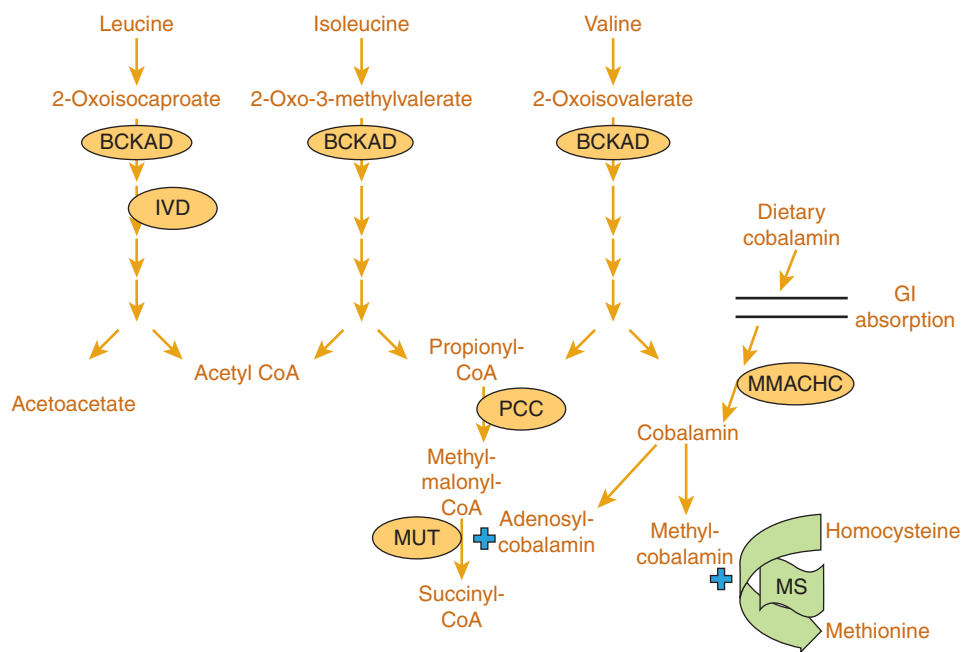 Leucine
Isoleucine
Valine
2-Oxoisocaproate
2-Oxo-3-methylvalerate
2-Oxoisovalerate
BCKAD
BCKAD
BCKAD
IVD
Dietary
cobalamin
GI
absorption
Acetoacetate
Acetyl CoA
Propionyl-
CoA
MMACHC
PCC
Cobalamin
Methyl-
malonyl-
CoA
MUT
Adenosyl-
cobalamin
Methyl-
cobalamin
Homocysteine
MS
Methionine
Succinyl-
CoA